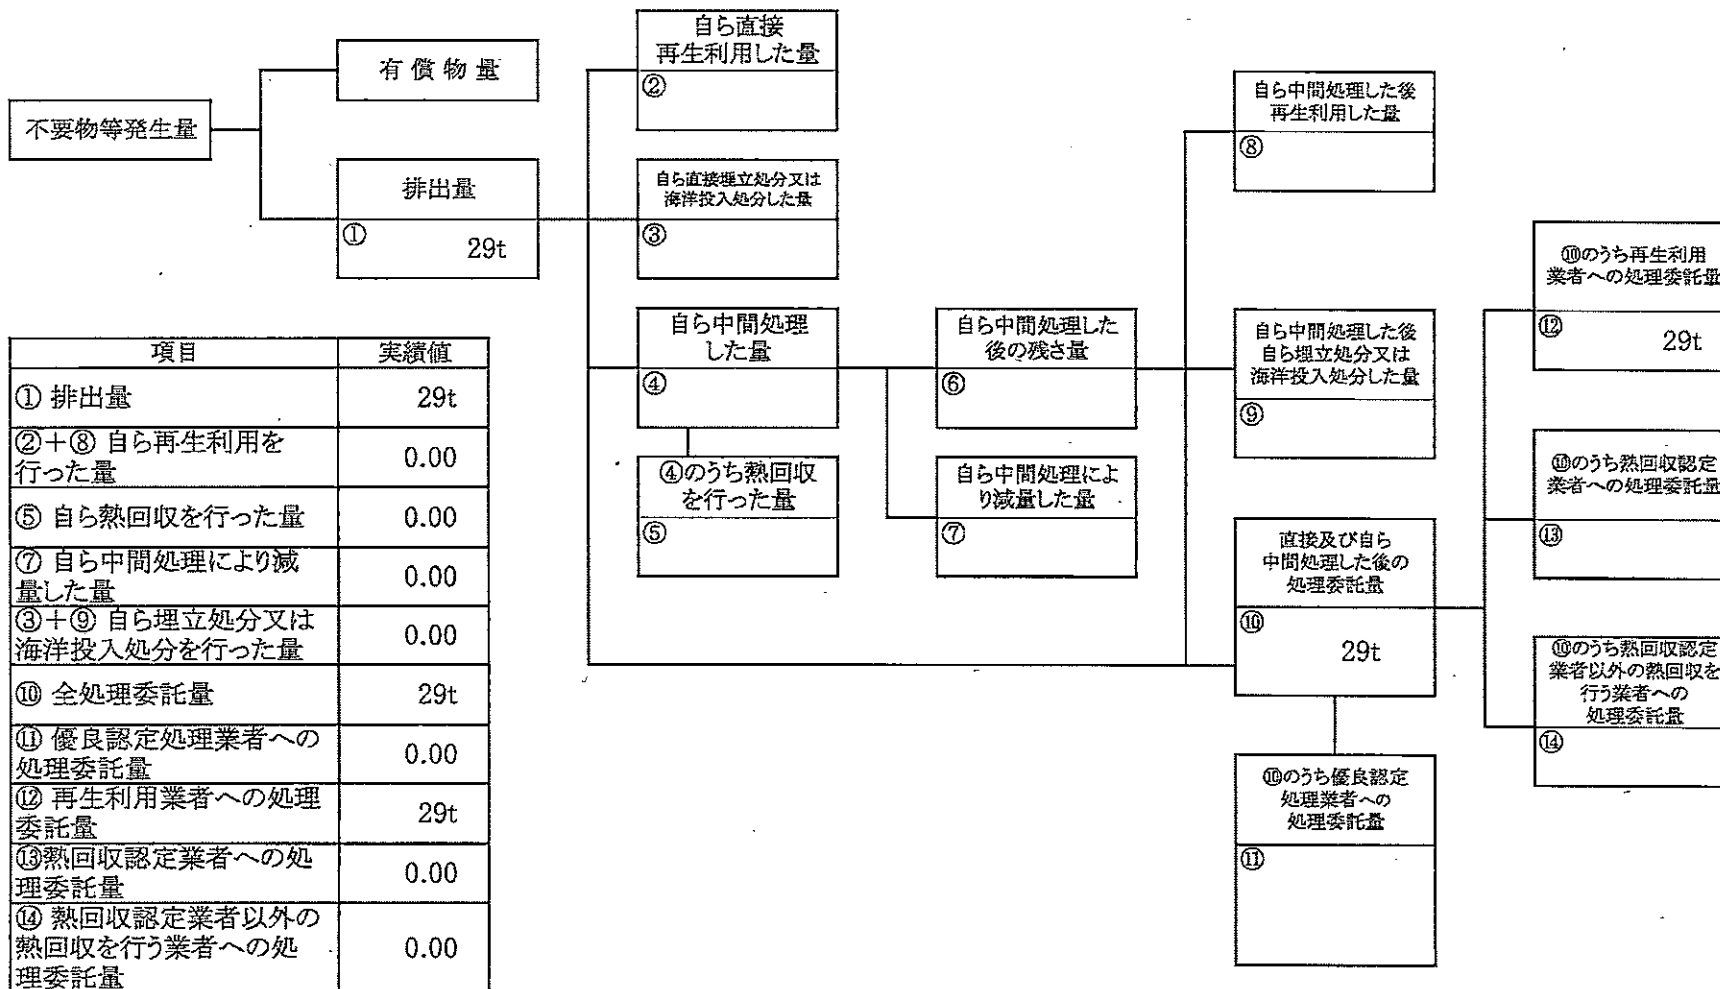 不要物等発生量
有償物量
排出量
①
29t
自ら直接
再生利用した量
②
自ら直接埋立処分又は
海洋投入処分した量
③
自ら中間処理
した量
④
④のうち熱回収
を行った量
⑤
自ら中間処理した
後の残さ量
⑥
自ら中間処理によ
り減量した量
⑦
自ら中間処理した後
再生利用した量
⑧
自ら中間処理した後
自ら埋立処分又は
海洋投入処分した量
⑨
直接及び自ら
中間処理した後の
処理委託量
⑩
29t
⑩のうち優良認定
処理業者への
処理委託量
⑪
⑩のうち再生利用
業者への処理委託量
⑫
29t
⑩のうち熱回収認定
業者への処理委託量
⑬
⑩のうち熱回収認定
業者以外の熱回収を
行う業者への
処理委託量
⑭
項目 実績値
① 排出量 29t
②+⑧ 自ら再生利用を
行った量 0.00
⑤ 自ら熱回収を行った量 0.00
⑦ 自ら中間処理により減
量した量 0.00
③+⑨ 自ら埋立処分又は
海洋投入処分を行った量 0.00
⑩ 全処理委託量 29t
⑪ 優良認定処理業者への
処理委託量 0.00
⑫ 再生利用業者への処理
委託量 29t
⑬熱回収認定業者への処
理委託量 0.00
⑭ 熱回収認定業者以外の
熱回収を行う業者への処
理委託量 0.00